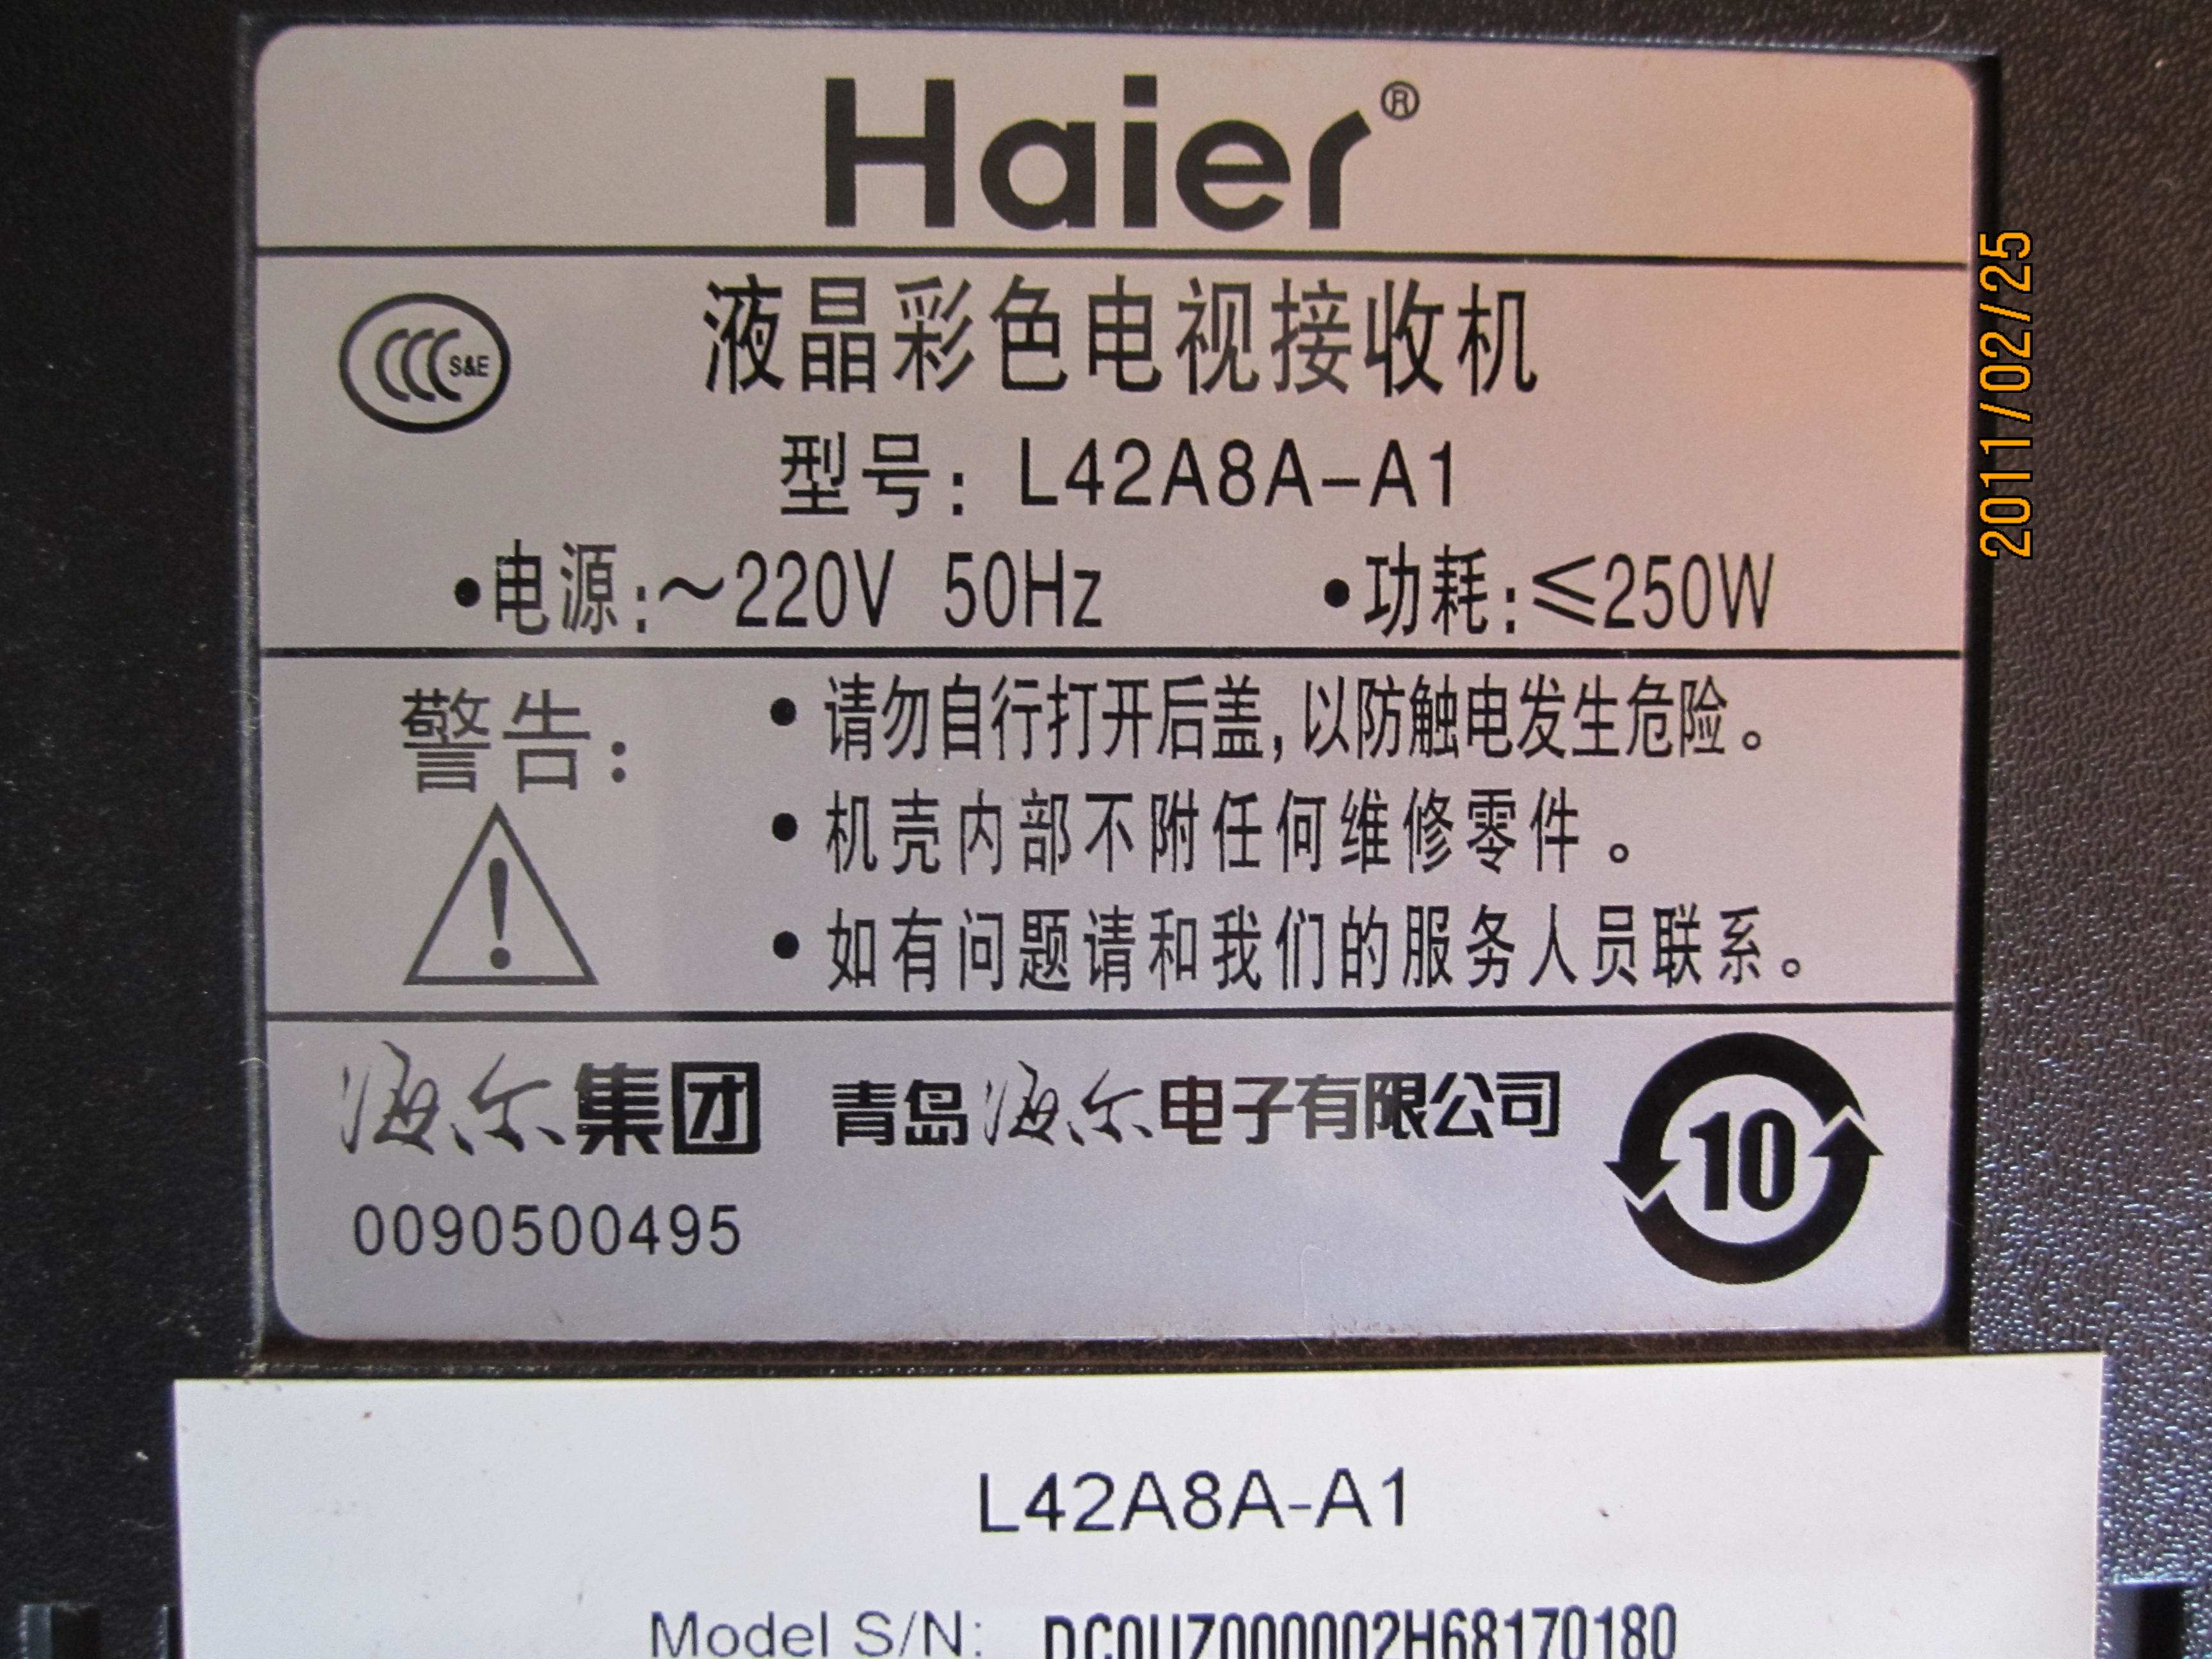 Haier®
S&E
液晶彩色电视接收机
型号: L42A8A-A1
•电源:~220V 50Hz •功耗:≤250W
警告:
• 请勿自行打开后盖,以防触电发生危险。
• 机壳内部不附任何维修零件。
• 如有问题请和我们的服务人员联系。
海尔集团 青岛海尔电子有限公司
10
0090500495
L42A8A-A1
Model S/N: DC0UZ000002H68170180
2011/02/25